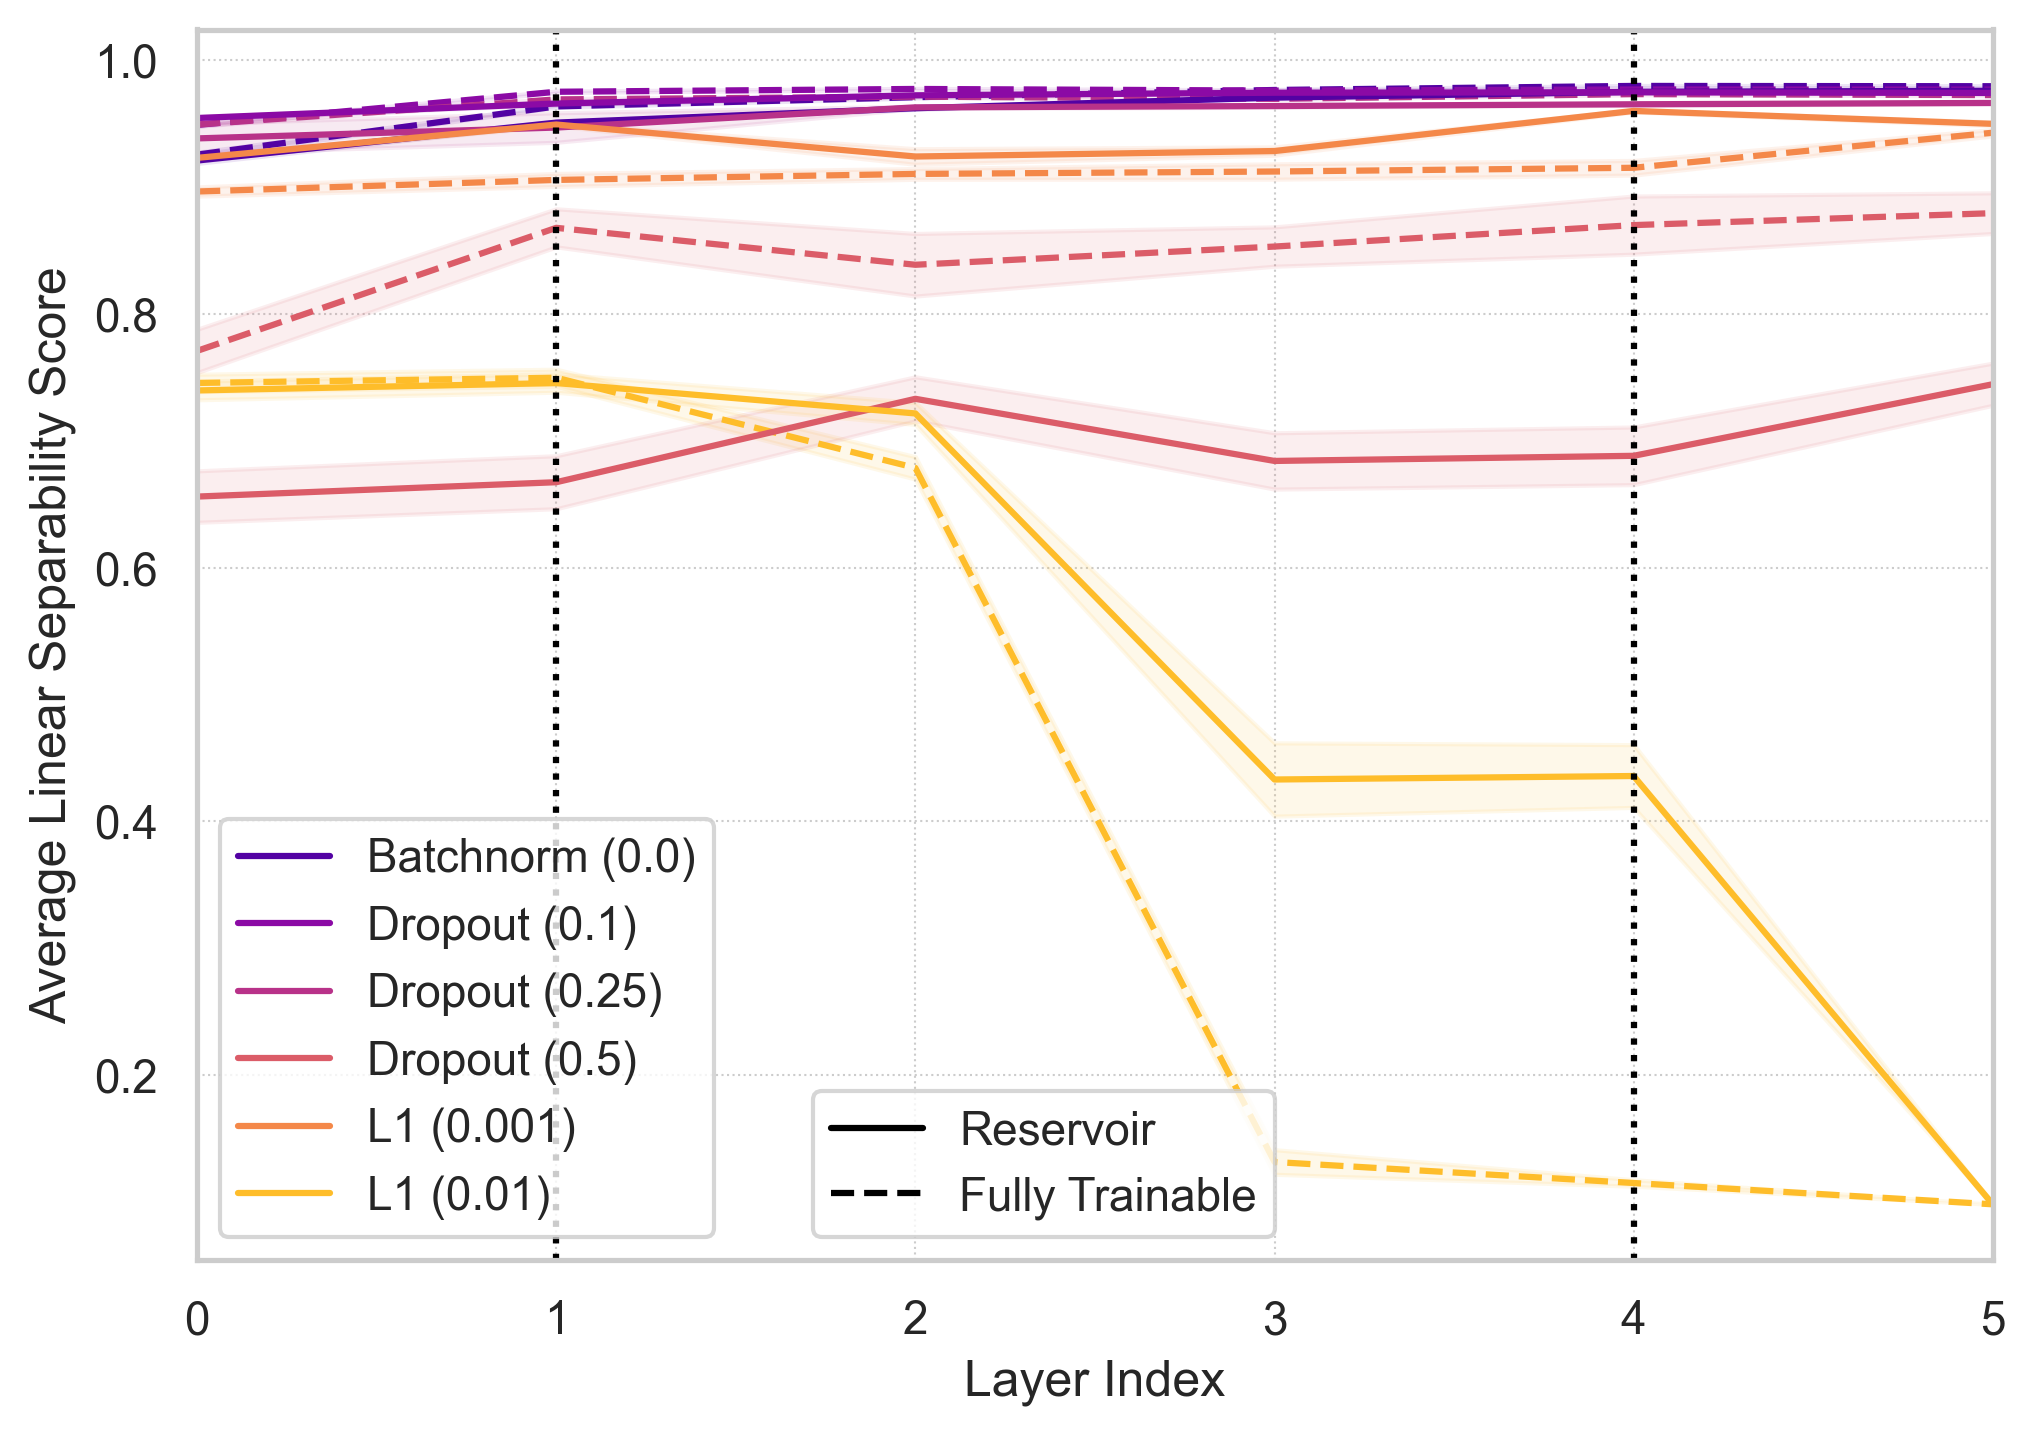 1.0
0.8
0.6
0.4
0.2
Average Linear Separability Score
Batchnorm (0.0)
Dropout (0.1)
Dropout (0.25)
Dropout (0.5)
L1 (0.001)
L1 (0.01)
Reservoir
Fully Trainable
0 1 2 3 4 5
Layer Index